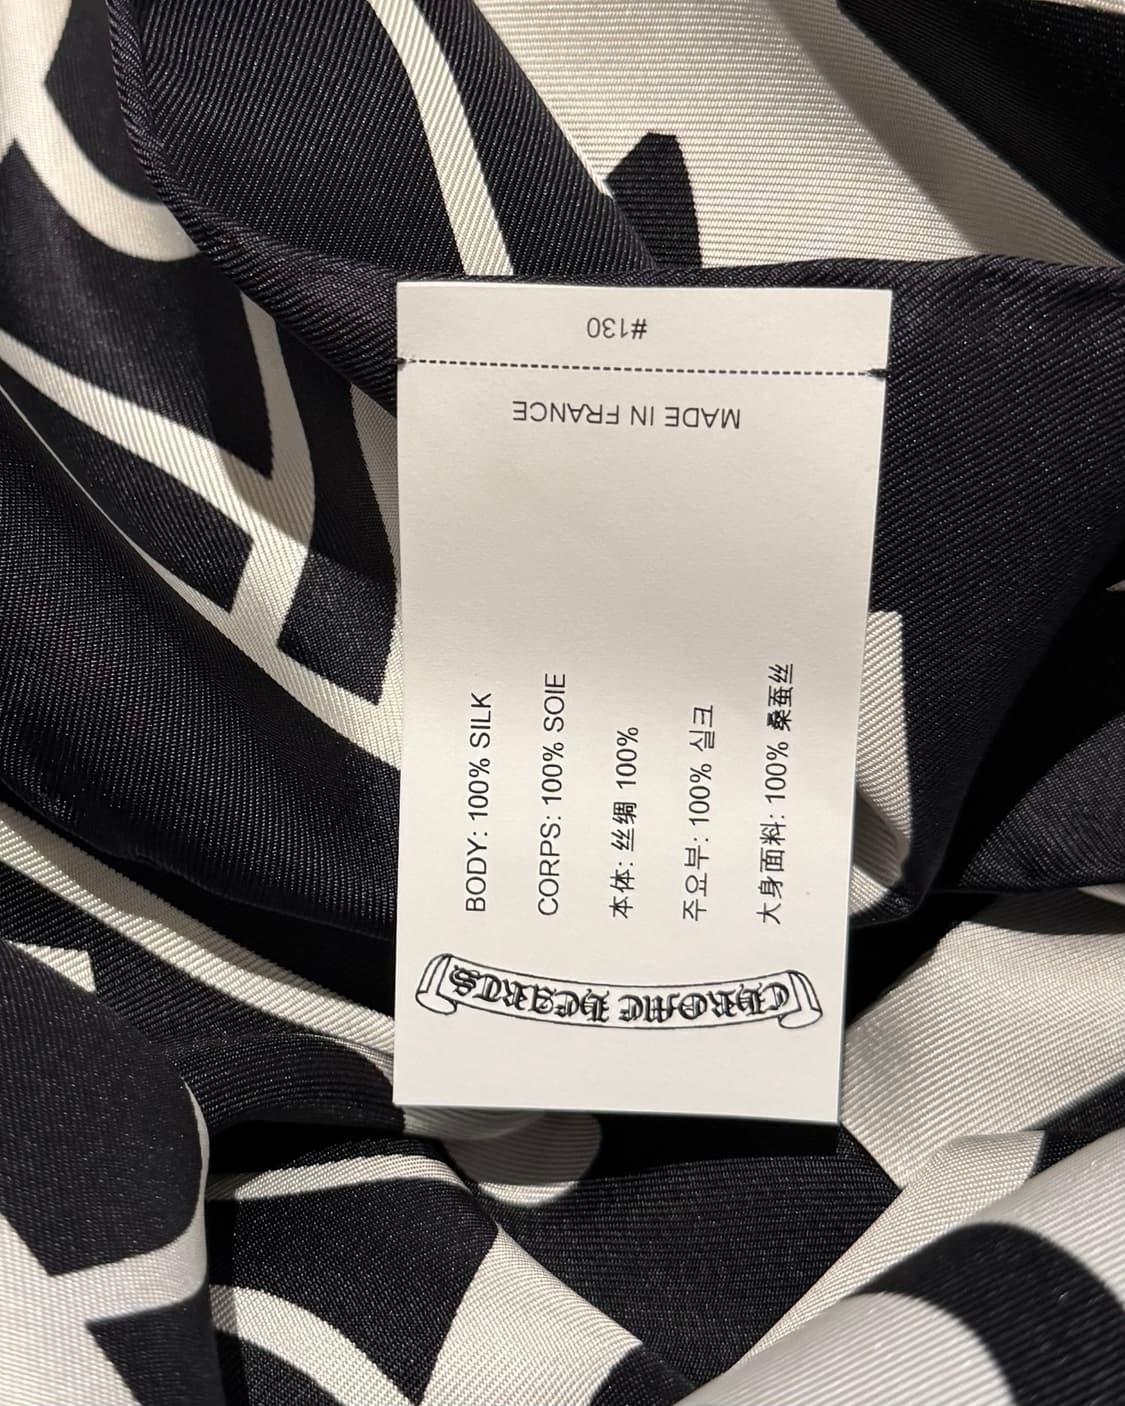 #130
MADE IN FRANCE
BODY: 100% SILK
CORPS: 100% SOIE
本体: 丝绸 100%
주요부: 100% 실크
大身面料: 100% 桑蚕丝
CHROME HEARTS